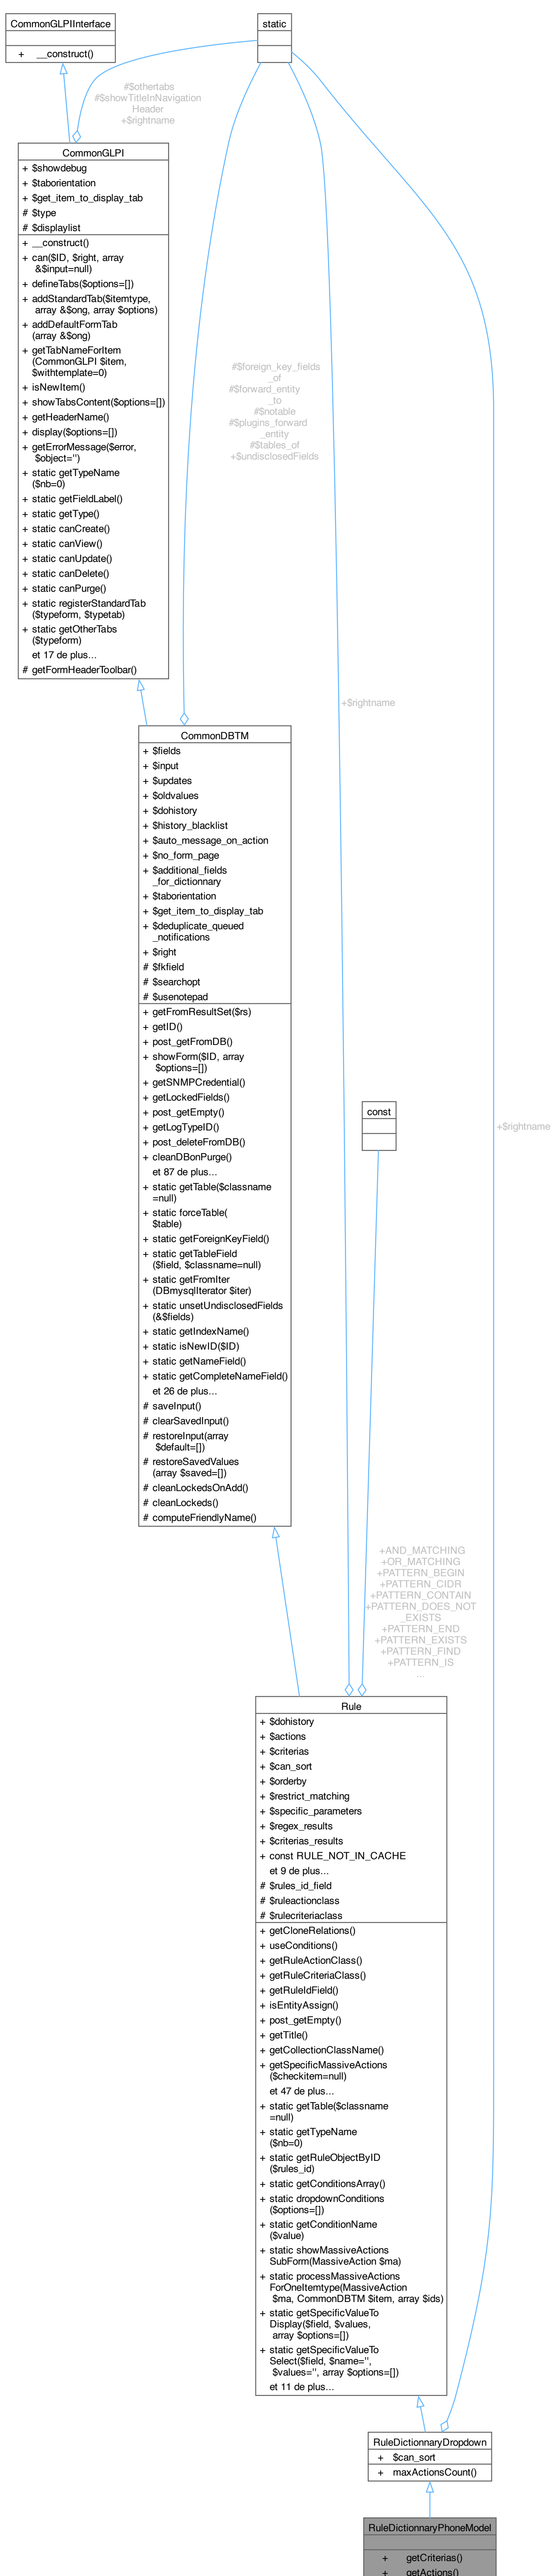 CommonGLPIInterface
+ __construct()
static
#$othertabs
#$showTitleInNavigation
Header
+$rightname
CommonGLPI
+ $showdebug
+ $taborientation
+ $get_item_to_display_tab
# $type
# $displaylist
+ __construct()
+ can($ID, $right, array
&$input=null)
+ defineTabs($options=[])
+ addStandardTab($itemtype,
array &$ong, array $options)
+ addDefaultFormTab
(array &$ong)
+ getTabNameForItem
(CommonGLPI $item,
$withtemplate=0)
+ isNewItem()
+ showTabsContent($options=[])
+ getHeaderName()
+ display($options=[])
+ getErrorMessage($error,
$object='')
+ static getTypeName
($nb=0)
+ static getFieldLabel()
+ static getType()
+ static canCreate()
+ static canView()
+ static canUpdate()
+ static canDelete()
+ static canPurge()
+ static registerStandardTab
($typeform, $typetab)
+ static getOtherTabs
($typeform)
et 17 de plus...
# getFormHeaderToolbar()
#$foreign_key_fields
_of
#$forward_entity
_to
#$notable
#$plugins_forward
_entity
#$tables_of
+$undisclosedFields
+$rightname
CommonDBTM
+ $fields
+ $input
+ $updates
+ $oldvalues
+ $dohistory
+ $history_blacklist
+ $auto_message_on_action
+ $no_form_page
+ $additional_fields
_for_dictionnary
+ $taborientation
+ $get_item_to_display_tab
+ $deduplicate_queued
_notifications
+ $right
# $fkfield
# $searchopt
# $usenotepad
+ getFromResultSet($rs)
+ getID()
+ post_getFromDB()
+ showForm($ID, array
$options=[])
+ getSNMPCredential()
+ getLockedFields()
+ post_getEmpty()
+ getLogTypeID()
+ post_deleteFromDB()
+ cleanDBonPurge()
et 87 de plus...
+ static getTable($classname
=null)
+ static forceTable(
$table)
+ static getForeignKeyField()
+ static getTableField
($field, $classname=null)
+ static getFromIter
(DBmysqlIterator $iter)
+ static unsetUndisclosedFields
(&$fields)
+ static getIndexName()
+ static isNewID($ID)
+ static getNameField()
+ static getCompleteNameField()
et 26 de plus...
# saveInput()
# clearSavedInput()
# restoreInput(array
$default=[])
# restoreSavedValues
(array $saved=[])
# cleanLockedsOnAdd()
# cleanLockeds()
# computeFriendlyName()
const
+$rightname
+AND_MATCHING
+OR_MATCHING
+PATTERN_BEGIN
+PATTERN_CIDR
+PATTERN_CONTAIN
+PATTERN_DOES_NOT
_EXISTS
+PATTERN_END
+PATTERN_EXISTS
+PATTERN_FIND
+PATTERN_IS
...
Rule
+ $dohistory
+ $actions
+ $criterias
+ $can_sort
+ $orderby
+ $restrict_matching
+ $specific_parameters
+ $regex_results
+ $criterias_results
+ const RULE_NOT_IN_CACHE
et 9 de plus...
# $rules_id_field
# $ruleactionclass
# $rulecriteriaclass
+ getCloneRelations()
+ useConditions()
+ getRuleActionClass()
+ getRuleCriteriaClass()
+ getRuleIdField()
+ isEntityAssign()
+ post_getEmpty()
+ getTitle()
+ getCollectionClassName()
+ getSpecificMassiveActions
($checkitem=null)
et 47 de plus...
+ static getTable($classname
=null)
+ static getTypeName
($nb=0)
+ static getRuleObjectByID
($rules_id)
+ static getConditionsArray()
+ static dropdownConditions
($options=[])
+ static getConditionName
($value)
+ static showMassiveActions
SubForm(MassiveAction $ma)
+ static processMassiveActions
ForOneItemtype(MassiveAction
$ma, CommonDBTM $item, array $ids)
+ static getSpecificValueTo
Display($field, $values,
array $options=[])
+ static getSpecificValueTo
Select($field, $name='',
$values='', array $options=[])
et 11 de plus...
RuleDictionnaryDropdown
+ $can_sort
+ maxActionsCount()
RuleDictionnaryPhoneModel
+ getCriterias()
+ getActions()